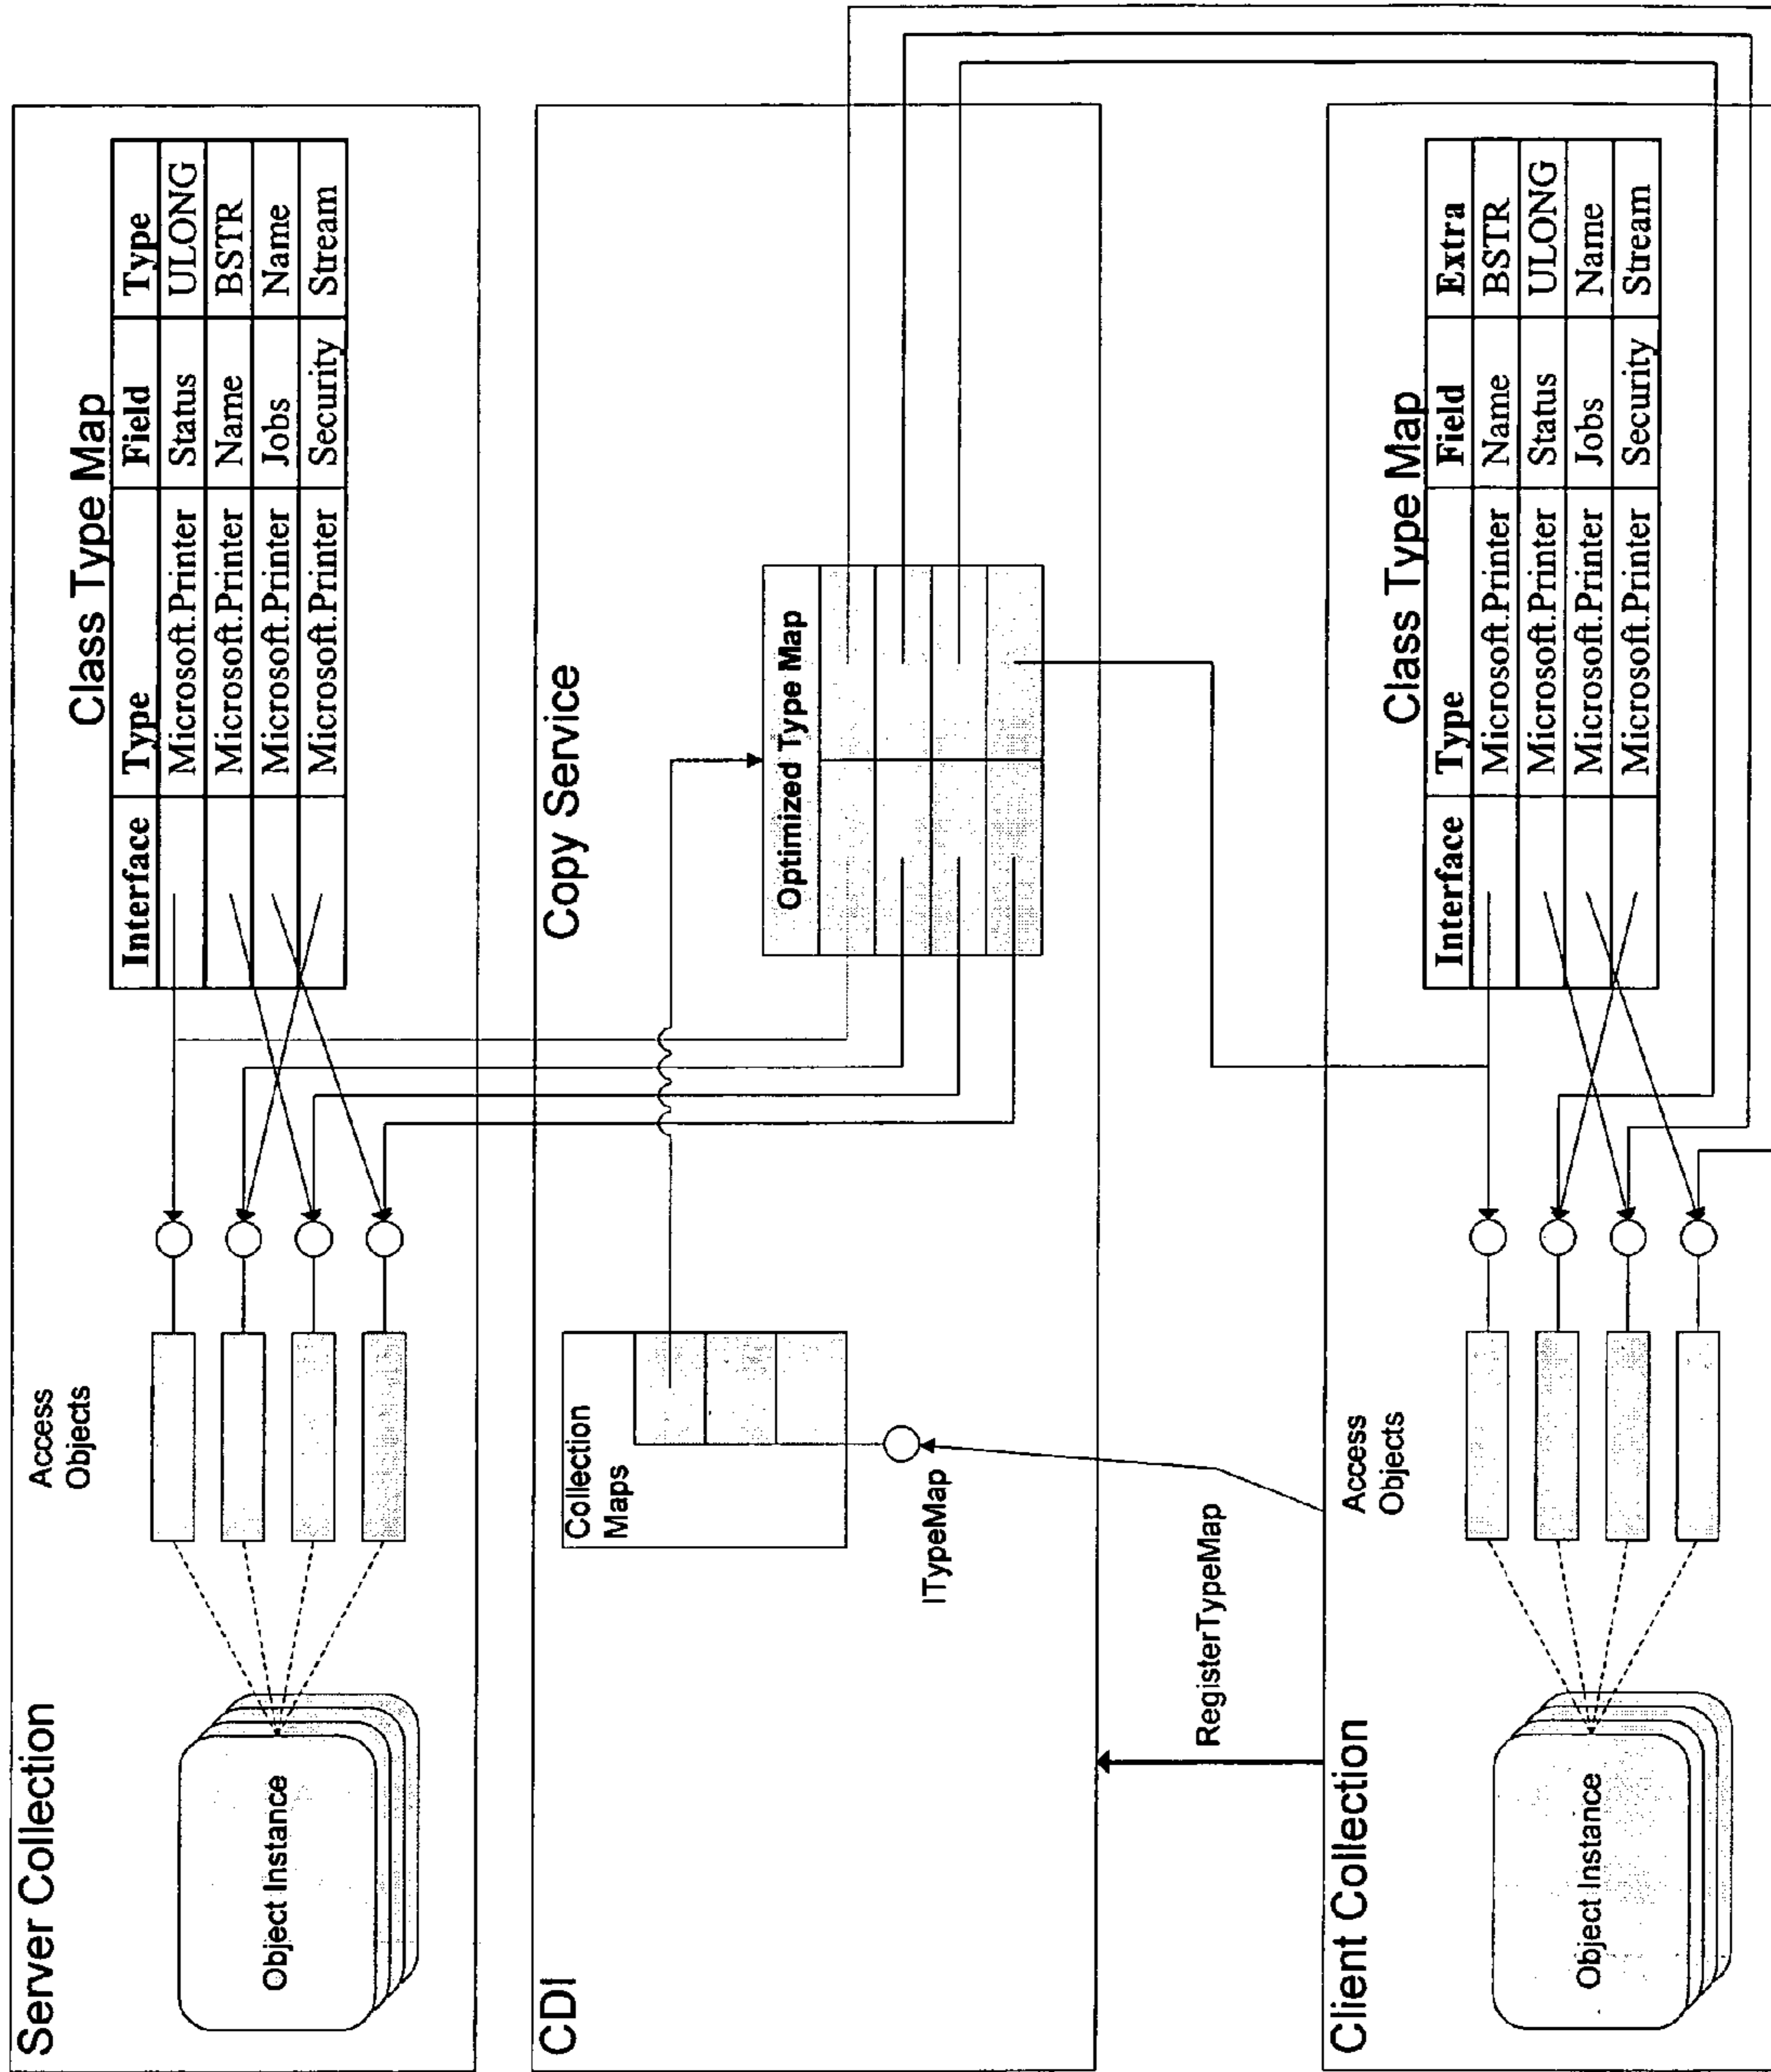 Server Collection
Access
Objects
Object Instance
Class Type Map
Interface Type Field Type
Microsoft.Printer Status ULONG
Microsoft.Printer Name BSTR
Microsoft.Printer Jobs Name
Microsoft.Printer Security Stream
CDI
Copy Service
Collection
Maps
ITypeMap
Optimized Type Map
RegisterTypeMap
Client Collection
Access
Objects
Object Instance
Class Type Map
Interface Type Field Extra
Microsoft.Printer Name BSTR
Microsoft.Printer Status ULONG
Microsoft.Printer Jobs Name
Microsoft.Printer Security Stream